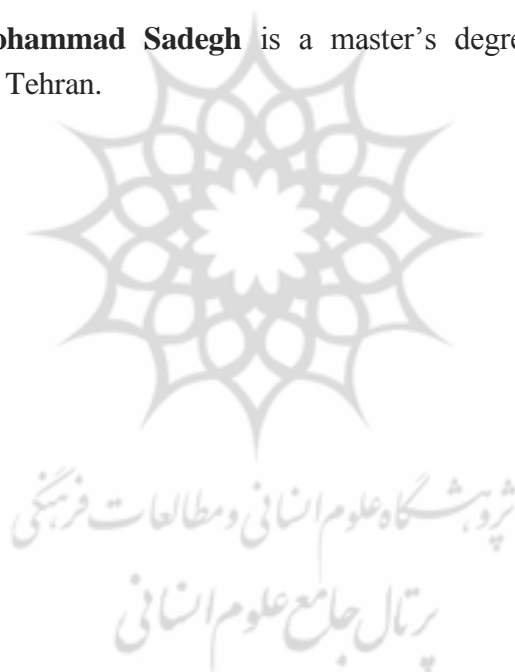 ohammad Sadegh is a master's degre
Tehran.
پژوهشگاه علوم انسانی و مطالعات فرهنگی
پرتال جامع علوم انسانی